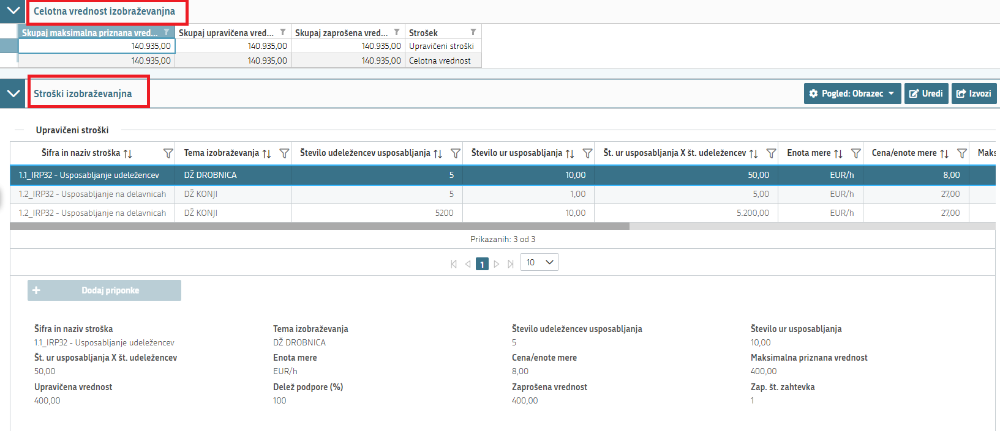 Celotna vrednost izobraževanjna
Skupaj maksimalna priznana vred... Skupaj upravičena vred... Skupaj zaprošena vred... Strošek
140.935,00 140.935,00 140.935,00 Upravičeni stroški
140.935,00 140.935,00 140.935,00 Celotna vrednost
Stroški izobraževanjna Pogled: Obrazec Uredi Izvozi
Upravičeni stroški
Šifra in naziv stroška Tema izobraževanja Število udeležencev usposabljanja Število ur usposabljanja Št. ur usposabljanja X št. udeležencev Enota mere Cena/enote mere Maks
1.1_IRP32 - Usposabljanje udeležencev DŽ DROBNICA 5 10,00 50,00 EUR/h 8,00
1.2_IRP32 - Usposabljanje na delavnicah DŽ KONJI 5 1,00 5,00 EUR/h 27,00
1.2_IRP32 - Usposabljanje na delavnicah DŽ KONJI 5200 10,00 5.200,00 EUR/h 27,00
Prikazanih: 3 od 3
1 10
+ Dodaj priponke
Šifra in naziv stroška Tema izobraževanja Število udeležencev usposabljanja Število ur usposabljanja
1.1_IRP32 - Usposabljanje udeležencev DŽ DROBNICA 5 10,00
Št. ur usposabljanja X št. udeležencev Enota mere Cena/enote mere Maksimalna priznana vrednost
50,00 EUR/h 8,00 400,00
Upravičena vrednost Delež podpore (%) Zaprošena vrednost Zap. št. zahtevka
400,00 100 400,00 1